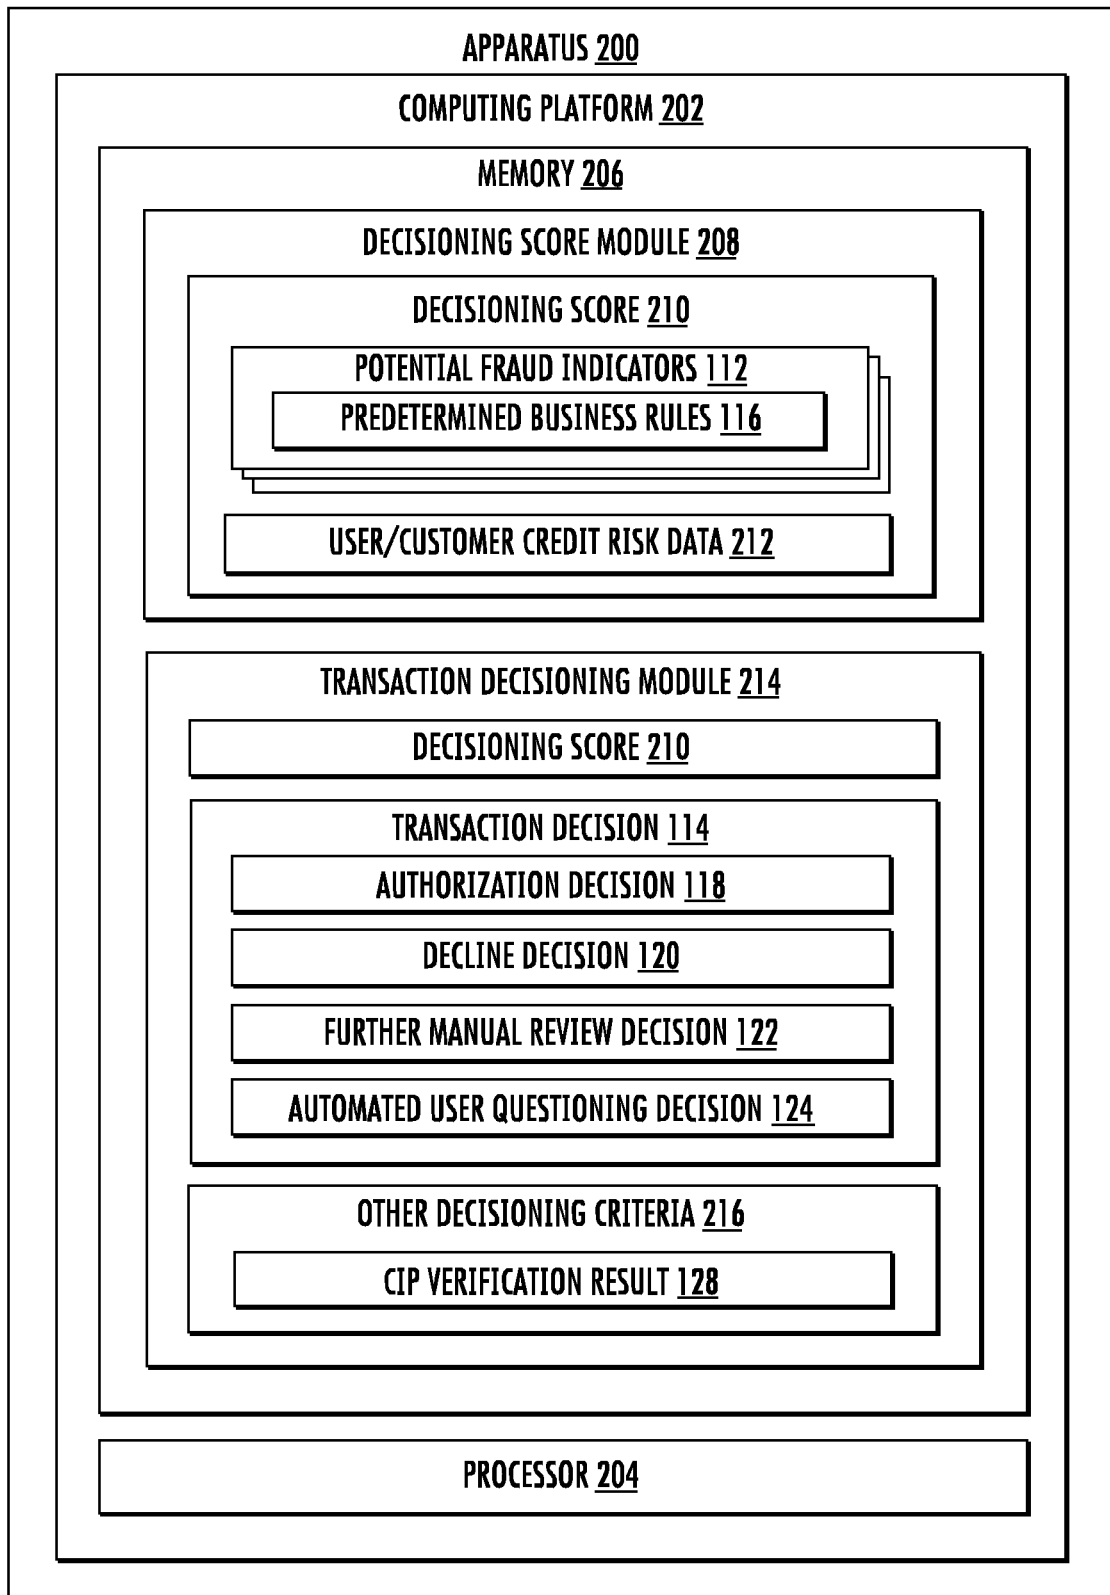 APPARATUS 200
COMPUTING PLATFORM 202
MEMORY 206
DECISIONING SCORE MODULE 208
DECISIONING SCORE 210
POTENTIAL FRAUD INDICATORS 112
PREDETERMINED BUSINESS RULES 116
USER/CUSTOMER CREDIT RISK DATA 212
TRANSACTION DECISIONING MODULE 214
DECISIONING SCORE 210
TRANSACTION DECISION 114
AUTHORIZATION DECISION 118
DECLINE DECISION 120
FURTHER MANUAL REVIEW DECISION 122
AUTOMATED USER QUESTIONING DECISION 124
OTHER DECISIONING CRITERIA 216
CIP VERIFICATION RESULT 128
PROCESSOR 204